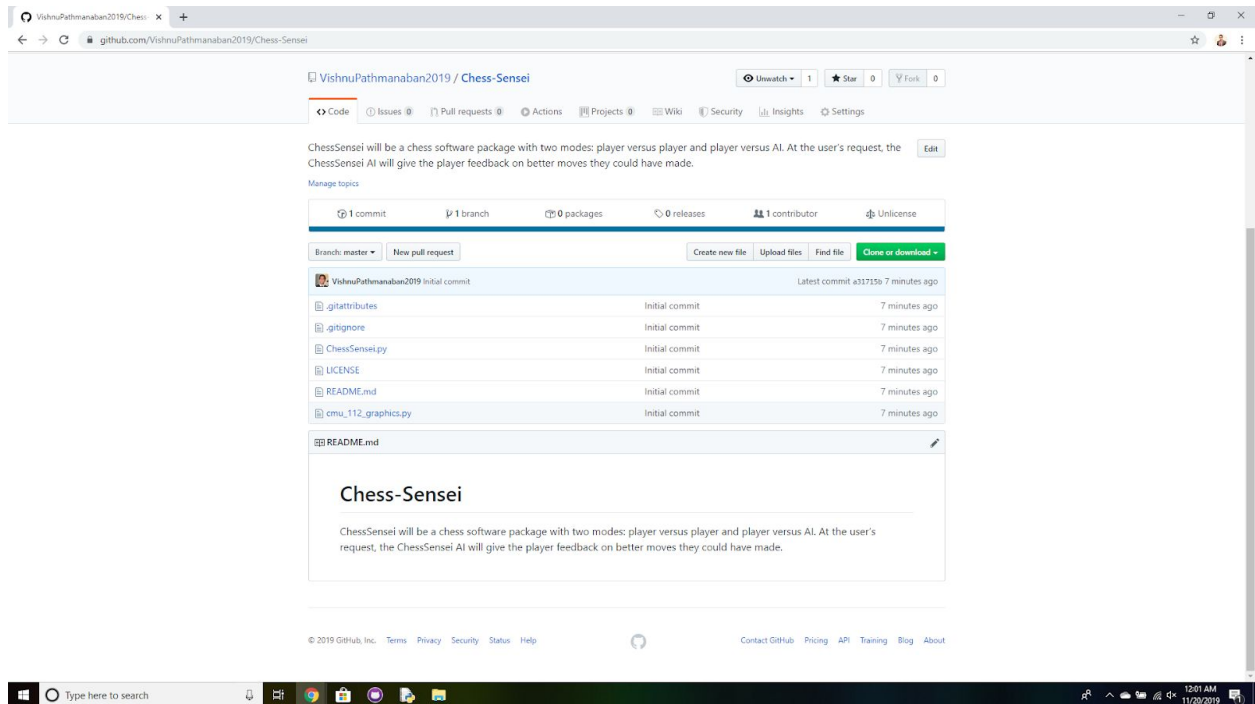 VishnuPathmanaban2019/Chess-
github.com/VishnuPathmanaban2019/Chess-Sensei
VishnuPathmanaban2019 / Chess-Sensei
Unwatch 1 Star 0 Fork 0
Code Issues 0 Pull requests 0 Actions Projects 0 Wiki Security Insights Settings
ChessSensei will be a chess software package with two modes: player versus player and player versus AI. At the user's request, the
Edit
ChessSensei AI will give the player feedback on better moves they could have made.
Manage topics
1 commit 1 branch 0 packages 0 releases 1 contributor Unlicense
Branch: master New pull request Create new file Upload files Find file Clone or download
VishnuPathmanaban2019 Initial commit Latest commit a31715b 7 minutes ago
.gitattributes Initial commit 7 minutes ago
.gitignore Initial commit 7 minutes ago
ChessSensei.py Initial commit 7 minutes ago
LICENSE Initial commit 7 minutes ago
README.md Initial commit 7 minutes ago
cmu_112_graphics.py Initial commit 7 minutes ago
README.md
Chess-Sensei
ChessSensei will be a chess software package with two modes: player versus player and player versus AI. At the user's
request, the ChessSensei AI will give the player feedback on better moves they could have made.
© 2019 GitHub, Inc. Terms Privacy Security Status Help Contact GitHub Pricing API Training Blog About
Type here to search
12:01 AM
11/20/2019